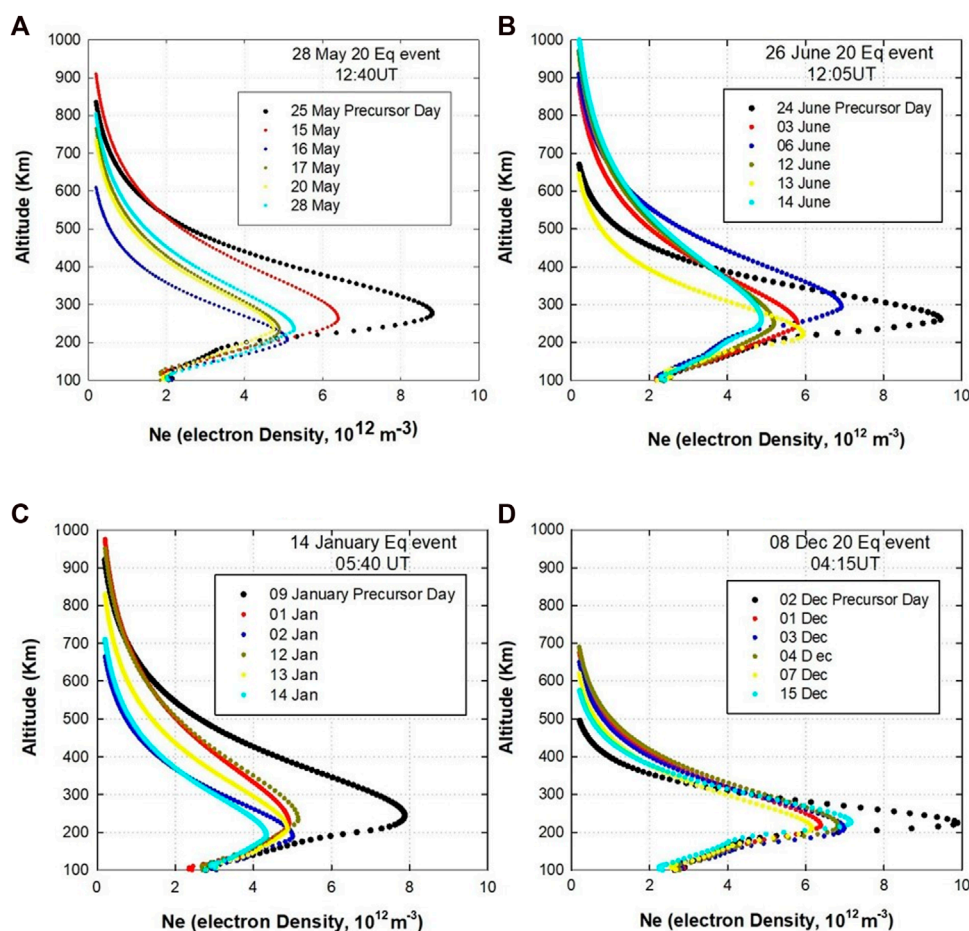 A
28 May 20 Eq event
12:40UT
25 May Precursor Day
15 May
16 May
17 May
20 May
28 May
1000
900
800
700
600
500
400
300
200
100
Altitude (Km)
0 2 4 6 8 10
Ne (electron Density, 10¹² m⁻³)
B
26 June 20 Eq event
12:05UT
24 June Precursor Day
03 June
06 June
12 June
13 June
14 June
1000
900
800
700
600
500
400
300
200
100
Altitude (Km)
0 2 4 6 8 10
Ne (electron Density, 10¹² m⁻³)
C
14 January Eq event
05:40 UT
09 January Precursor Day
01 Jan
02 Jan
12 Jan
13 Jan
14 Jan
1000
900
800
700
600
500
400
300
200
100
Altitude (Km)
0 2 4 6 8 10
Ne (electron Density, 10¹² m⁻³)
D
08 Dec 20 Eq event
04:15UT
02 Dec Precursor Day
01 Dec
03 Dec
04 D ec
07 Dec
15 Dec
1000
900
800
700
600
500
400
300
200
100
Altitude (Km)
0 2 4 6 8 10
Ne (electron Density, 10¹² m⁻³)